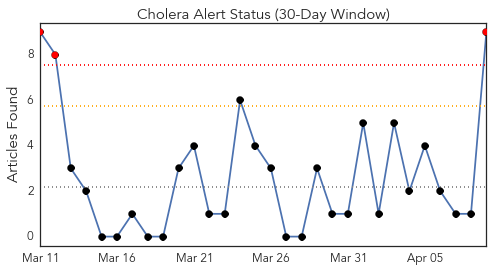 Cholera Alert Status (30-Day Window)
Articles Found
8
6
4
2
0
Mar 11
Mar 16
Mar 21
Mar 26
Mar 31
Apr 05